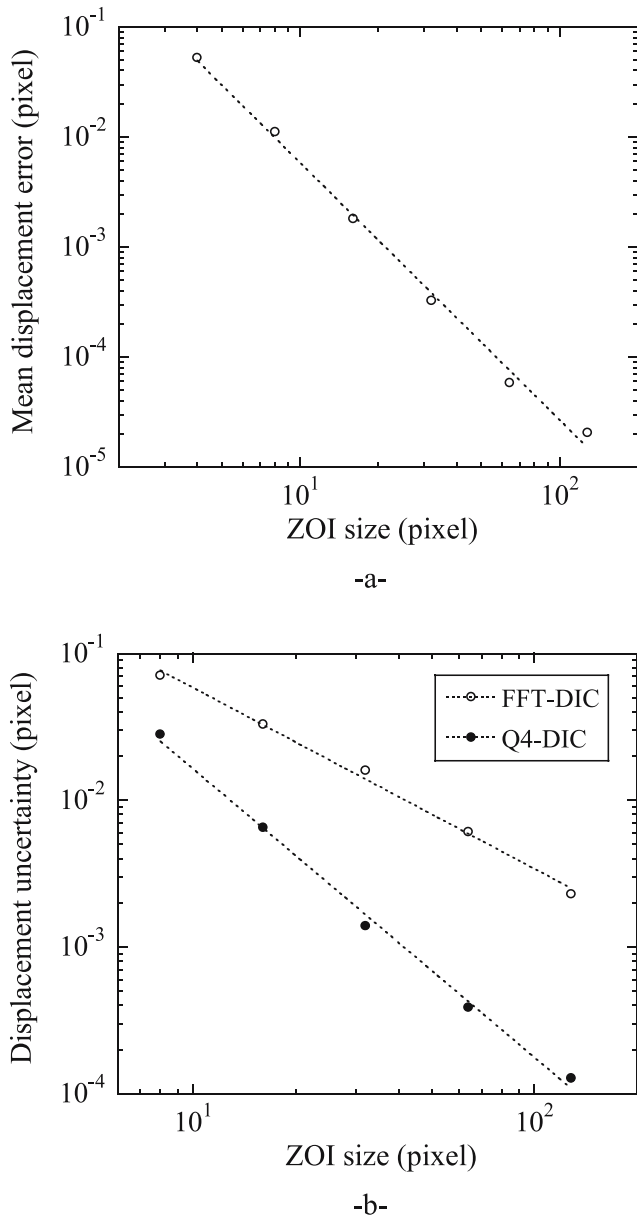 10^-1
10^-2
10^-3
10^-4
10^-5
Mean displacement error (pixel)
10^1
10^2
ZOI size (pixel)
-a-
10^-1
10^-2
10^-3
10^-4
Displacement uncertainty (pixel)
FFT-DIC
Q4-DIC
10^1
10^2
ZOI size (pixel)
-b-